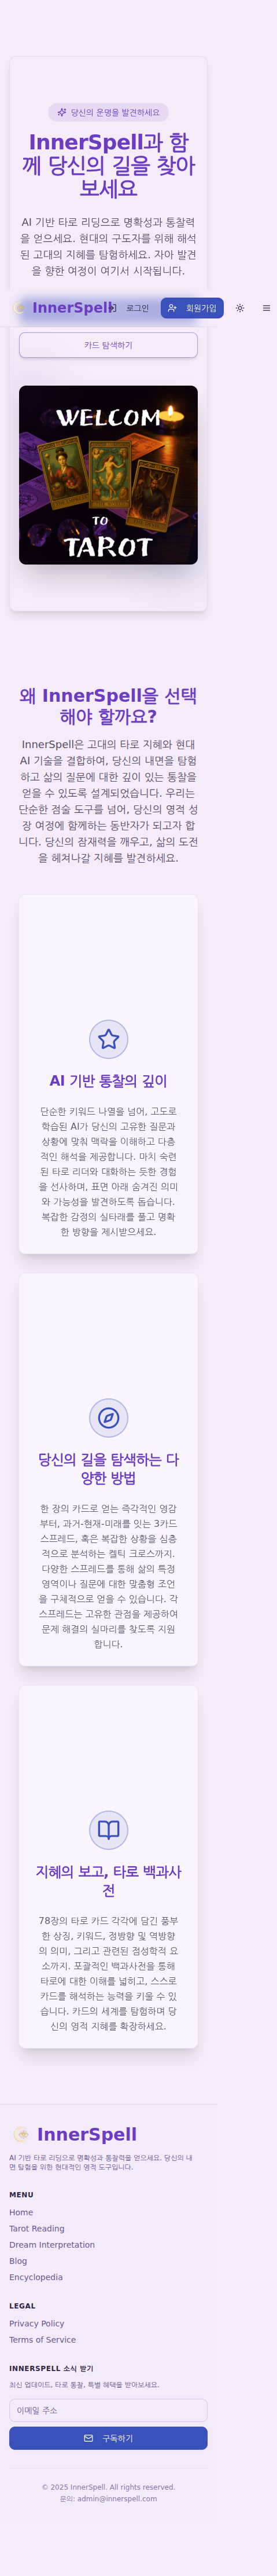 당신의 운명을 발견하세요
InnerSpell과 함
께 당신의 길을 찾아
보세요
AI 기반 타로 리딩으로 명확성과 통찰력
을 얻으세요. 현대의 구도자를 위해 해석
된 고대의 지혜를 탐험하세요. 자아 발견
을 향한 여정이 여기서 시작됩니다.
InnerSpell
로그인
회원가입
카드 탐색하기
WELCOM
TO
TAROT
왜 InnerSpell을 선택
해야 할까요?
InnerSpell은 고대의 타로 지혜와 현대
AI 기술을 결합하여, 당신의 내면을 탐험
하고 삶의 질문에 대한 깊이 있는 통찰을
얻을 수 있도록 설계되었습니다. 우리는
단순한 점술 도구를 넘어, 당신의 영적 성
장 여정에 함께하는 동반자가 되고자 합
니다. 당신의 잠재력을 깨우고, 삶의 도전
을 헤쳐나갈 지혜를 발견하세요.
AI 기반 통찰의 깊이
단순한 키워드 나열을 넘어, 고도로
학습된 AI가 당신의 고유한 질문과
상황에 맞춰 맥락을 이해하고 다층
적인 해석을 제공합니다. 마치 숙련
된 타로 리더와 대화하는 듯한 경험
을 선사하며, 표면 아래 숨겨진 의미
와 가능성을 발견하도록 돕습니다.
복잡한 감정의 실타래를 풀고 명확
한 방향을 제시받으세요.
당신의 길을 탐색하는 다
양한 방법
한 장의 카드로 얻는 즉각적인 영감
부터, 과거-현재-미래를 잇는 3카드
스프레드, 혹은 복잡한 상황을 심층
적으로 분석하는 켈틱 크로스까지.
다양한 스프레드를 통해 삶의 특정
영역이나 질문에 대한 맞춤형 조언
을 구체적으로 얻을 수 있습니다. 각
스프레드는 고유한 관점을 제공하여
문제 해결의 실마리를 찾도록 지원
합니다.
지혜의 보고, 타로 백과사
전
78장의 타로 카드 각각에 담긴 풍부
한 상징, 키워드, 정방향 및 역방향
의 의미, 그리고 관련된 점성학적 요
소까지. 포괄적인 백과사전을 통해
타로에 대한 이해를 넓히고, 스스로
카드를 해석하는 능력을 키울 수 있
습니다. 카드의 세계를 탐험하며 당
신의 영적 지혜를 확장하세요.
InnerSpell
AI 기반 타로 리딩으로 명확성과 통찰력을 얻으세요. 당신의 내
면 탐험을 위한 현대적인 영적 도구입니다.
MENU
Home
Tarot Reading
Dream Interpretation
Blog
Encyclopedia
LEGAL
Privacy Policy
Terms of Service
INNERSPELL 소식 받기
최신 업데이트, 타로 통찰, 특별 혜택을 받아보세요.
이메일 주소
구독하기
© 2025 InnerSpell. All rights reserved.
문의: admin@innerspell.com